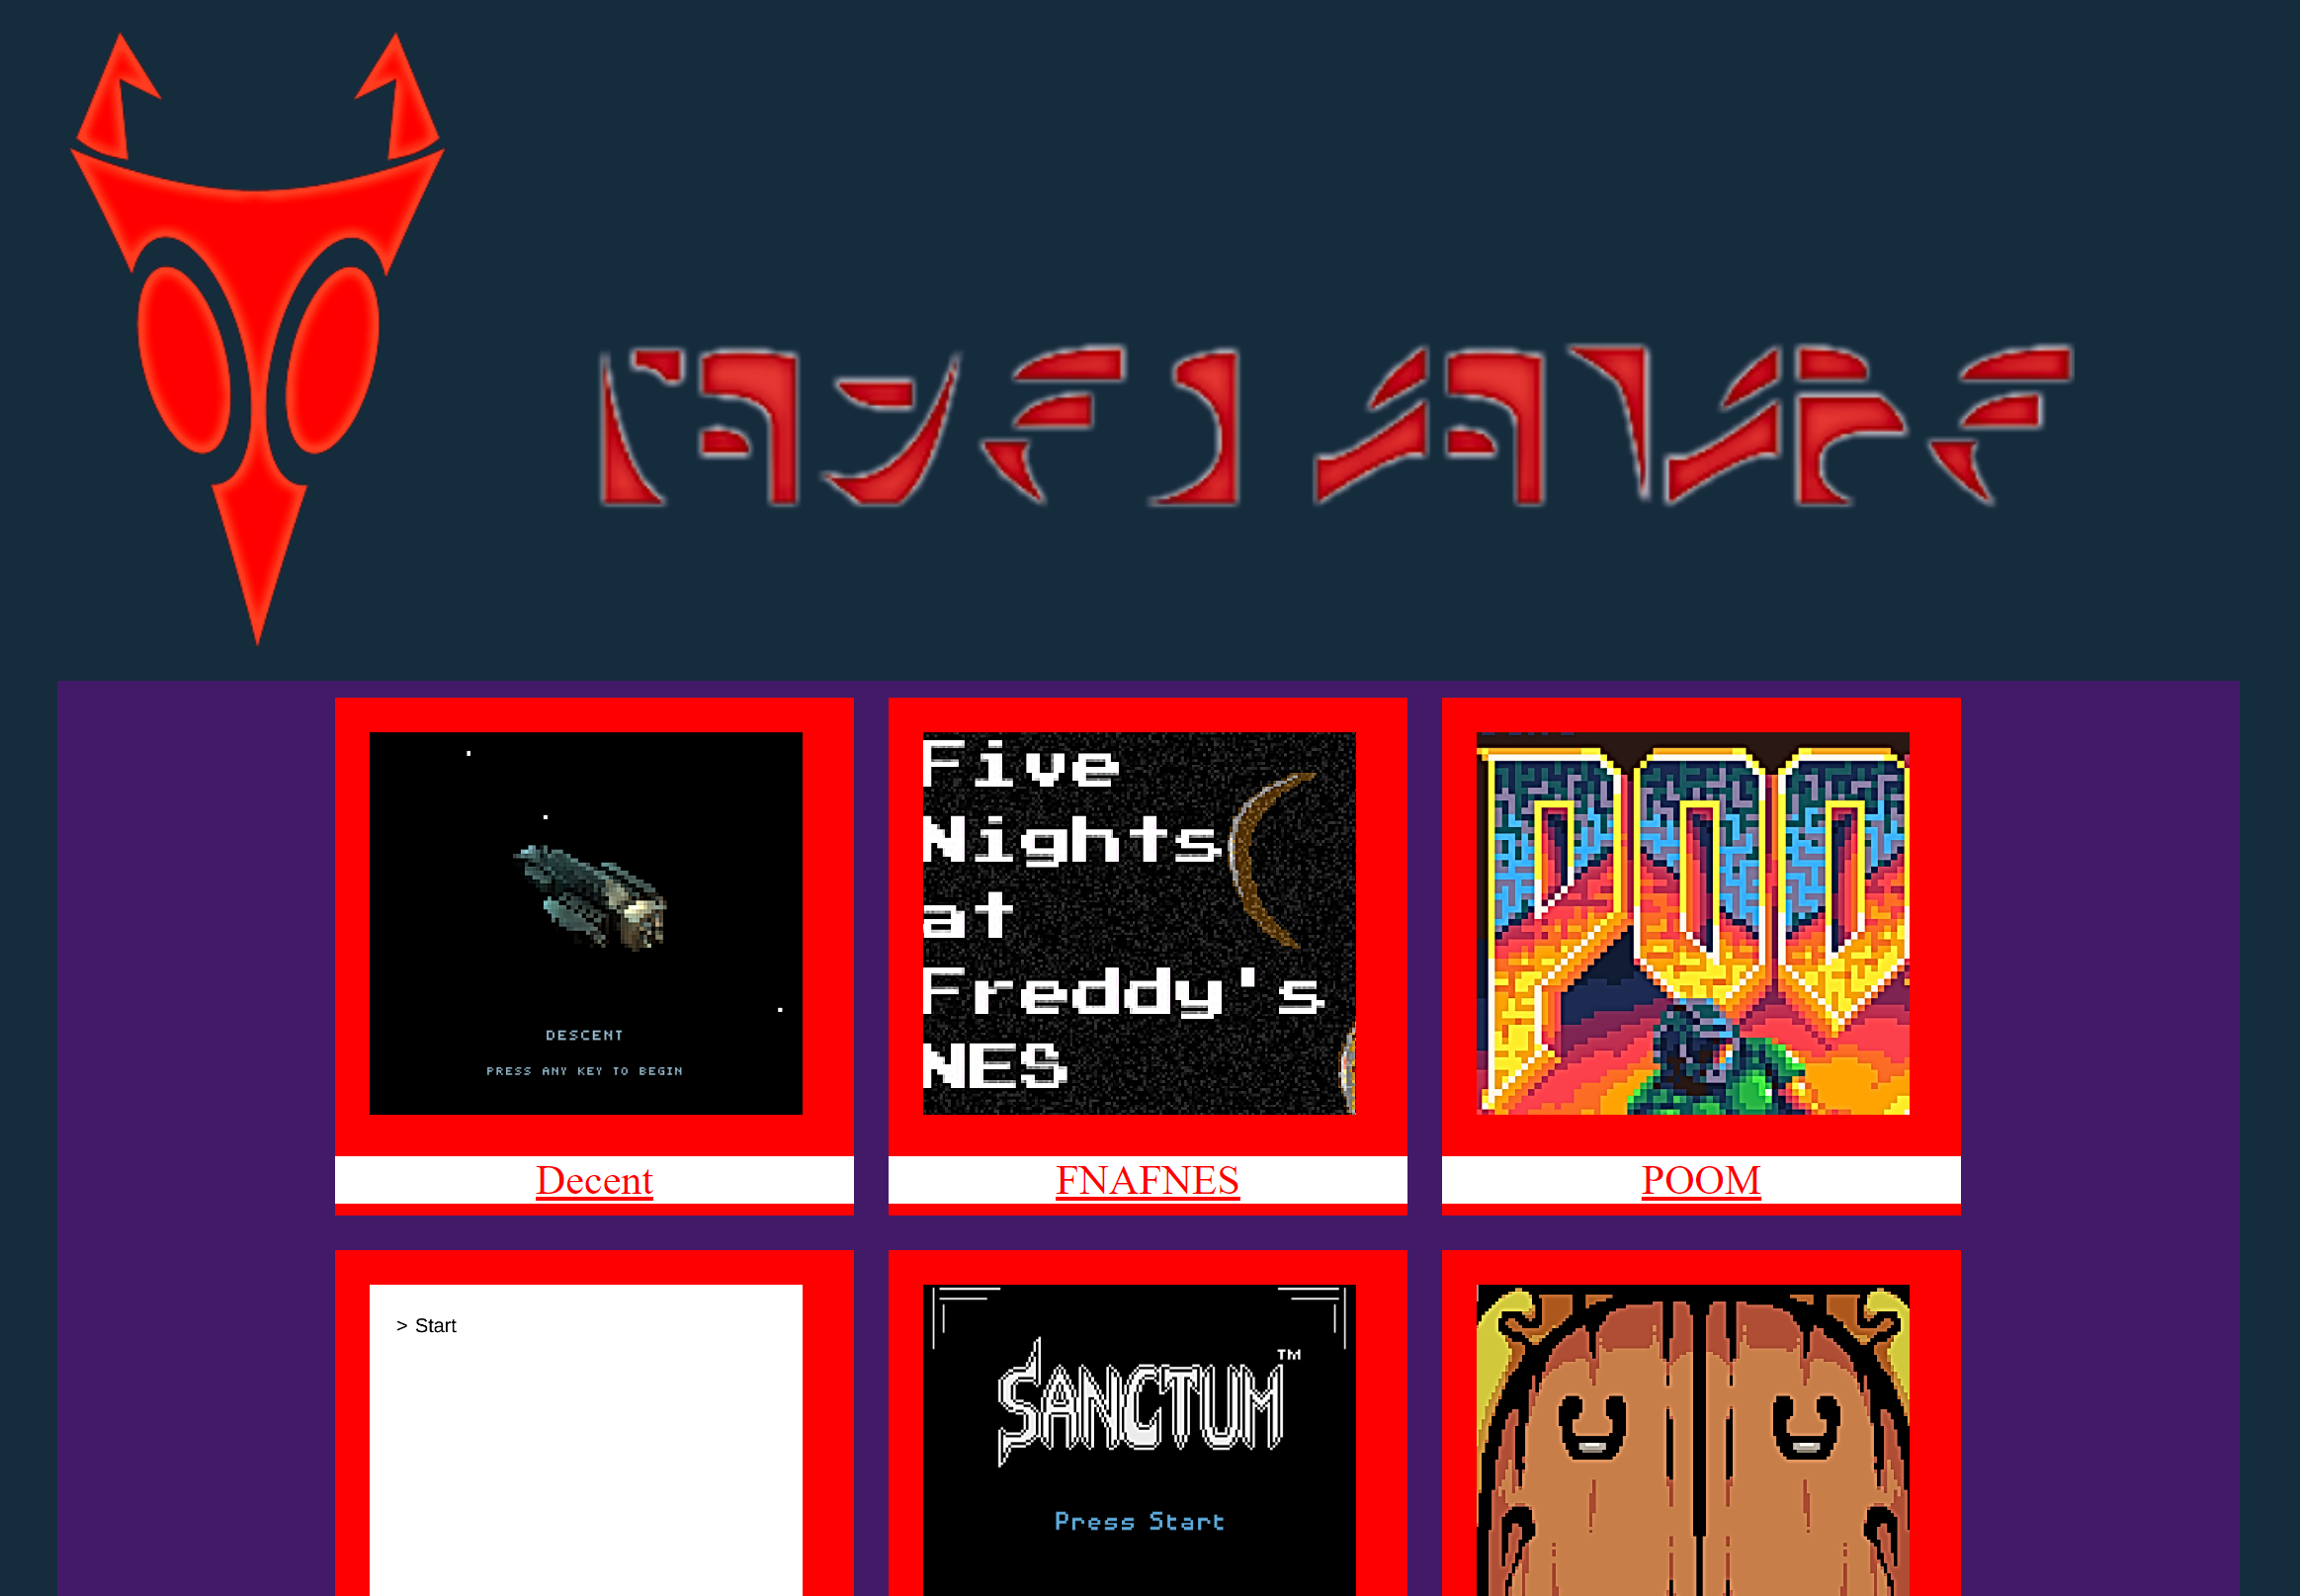 DESCENT
PRESS ANY KEY TO BEGIN
Five
Nights
at
Freddy's
NES
Decent
FNAFNES
POOM
> Start
SANCTUM™
Press Start